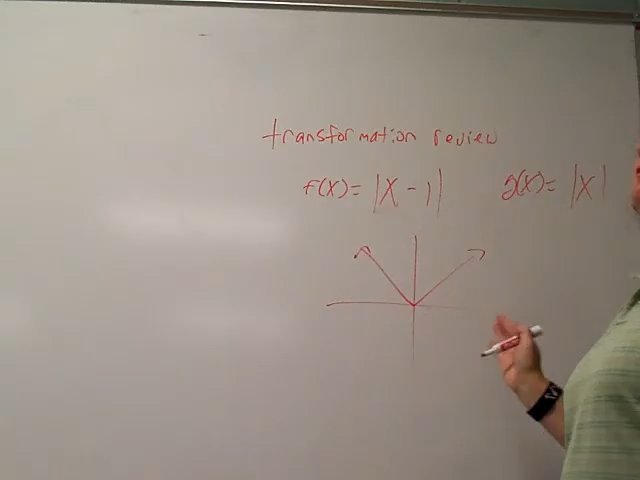 transformation review
f(x)= |x - 1| g(x)= |x|